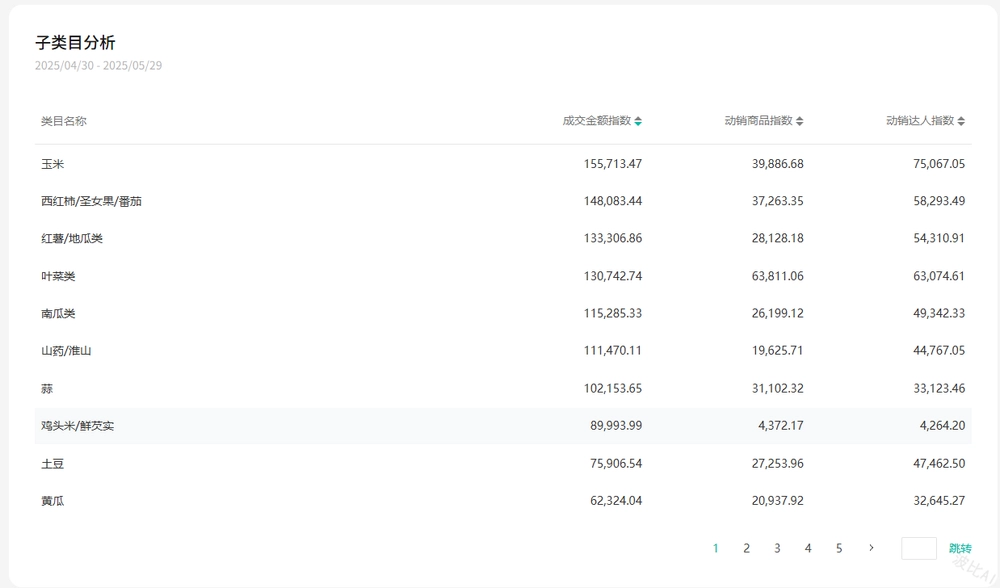 子类目分析
2025/04/30 - 2025/05/29
类目名称 成交金额指数 动销商品指数 动销达人指数
玉米 155,713.47 39,886.68 75,067.05
西红柿/圣女果/番茄 148,083.44 37,263.35 58,293.49
红薯/地瓜类 133,306.86 28,128.18 54,310.91
叶菜类 130,742.74 63,811.06 63,074.61
南瓜类 115,285.33 26,199.12 49,342.33
山药/淮山 111,470.11 19,625.71 44,767.05
蒜 102,153.65 31,102.32 33,123.46
鸡头米/鲜芡实 89,993.99 4,372.17 4,264.20
土豆 75,906.54 27,253.96 47,462.50
黄瓜 62,324.04 20,937.92 32,645.27
1 2 3 4 5 > 跳转
波比AI